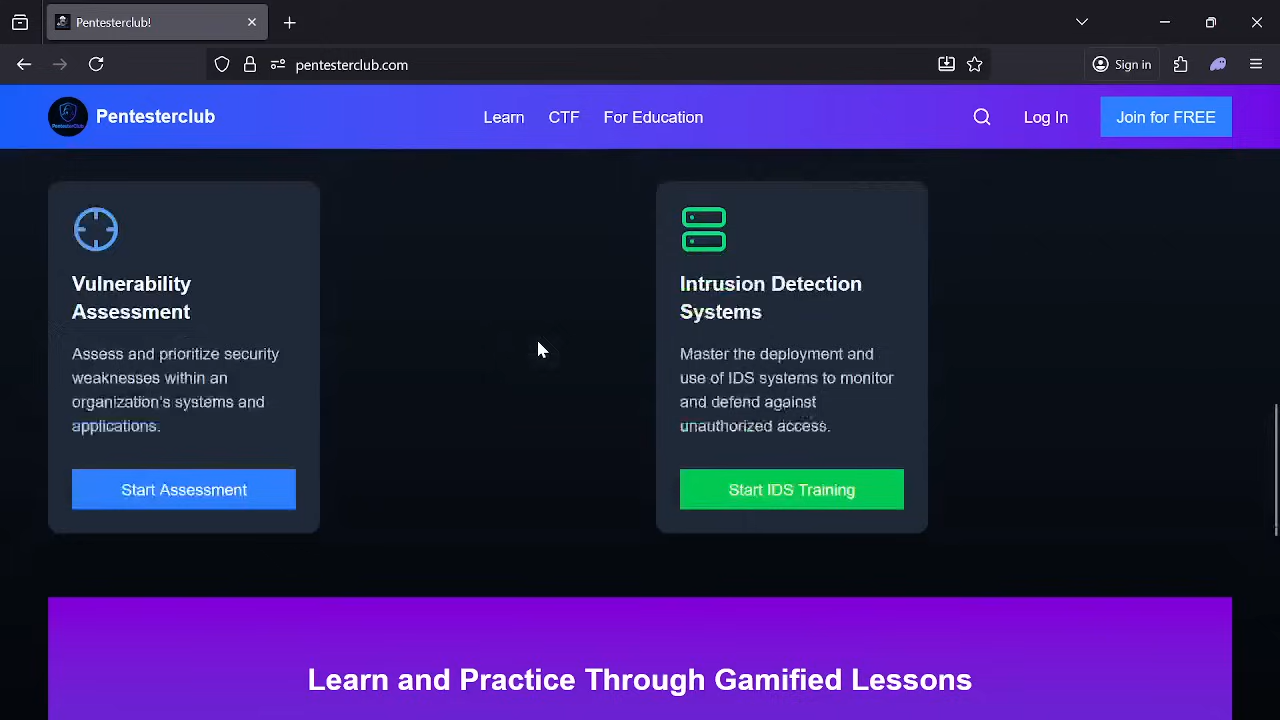 Pentesterclub!
pentesterclub.com
Sign in
PentesterClub
Pentesterclub
Learn
CTF
For Education
Log In
Join for FREE
Vulnerability
Assessment
Assess and prioritize security
weaknesses within an
organization's systems and
applications.
Start Assessment
Intrusion Detection
Systems
Master the deployment and
use of IDS systems to monitor
and defend against
unauthorized access.
Start IDS Training
Learn and Practice Through Gamified Lessons